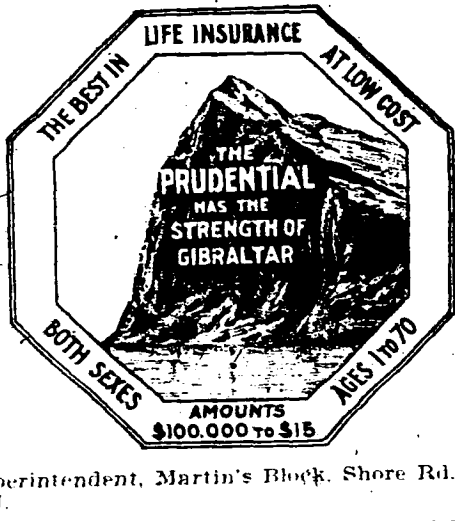 THE BEST IN
LIFE INSURANCE
AT LOW COST
THE
PRUDENTIAL
HAS THE
STRENGTH OF
GIBRALTAR
BOTH SEXES
AGES 1 TO 70
AMOUNTS
$100.000 TO $15
perintendent, Martin's Block. Shore Rd.